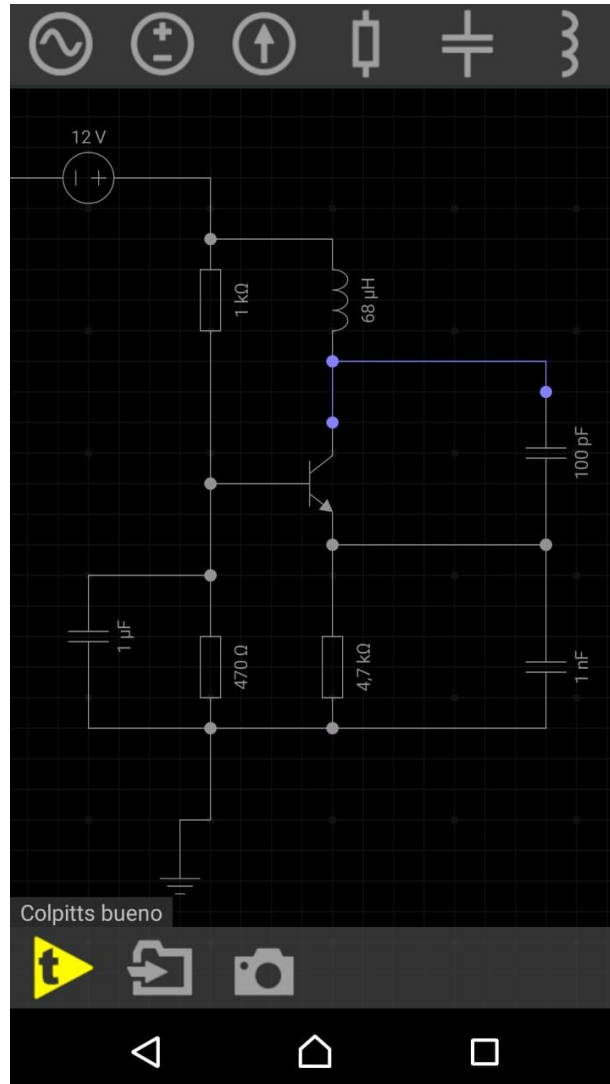 12 V
1 kΩ
68 µH
100 pF
1 µF
470 Ω
4,7 kΩ
1 nF
Colpitts bueno
t